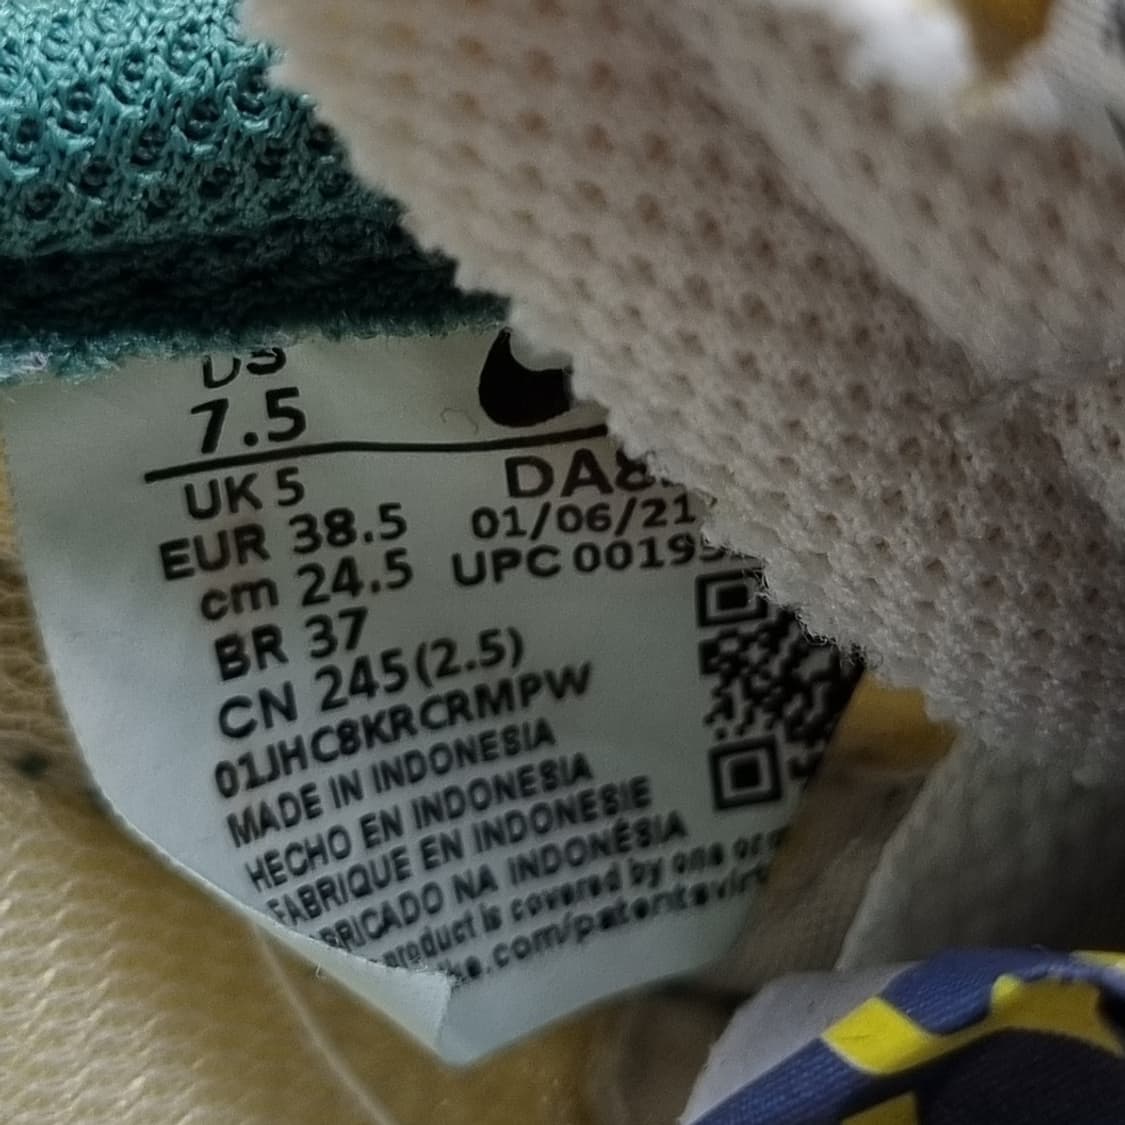 US
7.5
UK 5
EUR 38.5
cm 24.5
BR 37
CN 245(2.5)
01JHC8KRCRMPW
MADE IN INDONESIA
HECHO EN INDONESIA
FABRIQUE EN INDONESIE
FABRICADO NA INDONÉSIA
product is covered by one or
DA8
01/06/21
UPC 00195